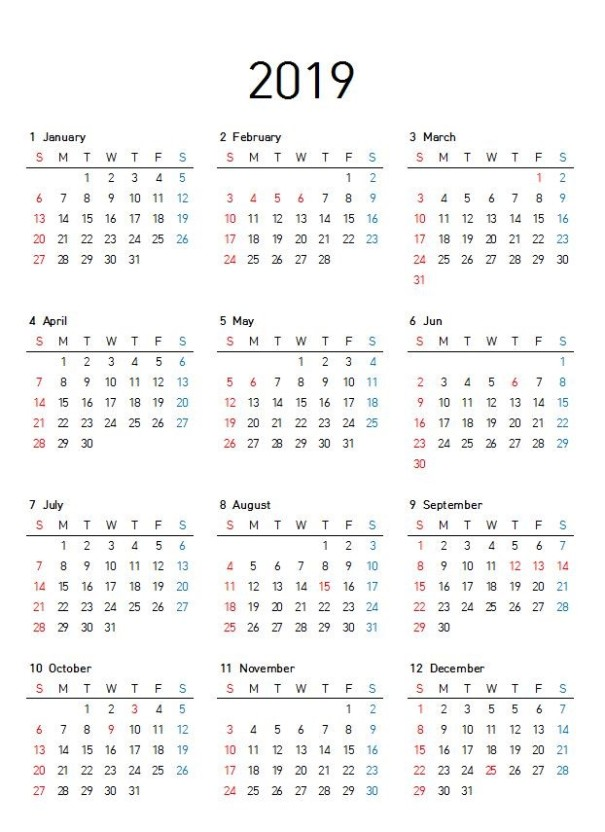 2019
1 January
S M T W T F S
1 2 3 4 5
6 7 8 9 10 11 12
13 14 15 16 17 18 19
20 21 22 23 24 25 26
27 28 29 30 31
2 February
S M T W T F S
1 2
3 4 5 6 7 8 9
10 11 12 13 14 15 16
17 18 19 20 21 22 23
24 25 26 27 28
3 March
S M T W T F S
1 2
3 4 5 6 7 8 9
10 11 12 13 14 15 16
17 18 19 20 21 22 23
24 25 26 27 28 29 30
31
4 April
S M T W T F S
1 2 3 4 5 6
7 8 9 10 11 12 13
14 15 16 17 18 19 20
21 22 23 24 25 26 27
28 29 30
5 May
S M T W T F S
1 2 3 4
5 6 7 8 9 10 11
12 13 14 15 16 17 18
19 20 21 22 23 24 25
26 27 28 29 30 31
6 Jun
S M T W T F S
1
2 3 4 5 6 7 8
9 10 11 12 13 14 15
16 17 18 19 20 21 22
23 24 25 26 27 28 29
30
7 July
S M T W T F S
1 2 3 4 5 6
7 8 9 10 11 12 13
14 15 16 17 18 19 20
21 22 23 24 25 26 27
28 29 30 31
8 August
S M T W T F S
1 2 3
4 5 6 7 8 9 10
11 12 13 14 15 16 17
18 19 20 21 22 23 24
25 26 27 28 29 30 31
9 September
S M T W T F S
1 2 3 4 5 6 7
8 9 10 11 12 13 14
15 16 17 18 19 20 21
22 23 24 25 26 27 28
29 30
10 October
S M T W T F S
1 2 3 4 5
6 7 8 9 10 11 12
13 14 15 16 17 18 19
20 21 22 23 24 25 26
27 28 29 30 31
11 November
S M T W T F S
1 2
3 4 5 6 7 8 9
10 11 12 13 14 15 16
17 18 19 20 21 22 23
24 25 26 27 28 29 30
12 December
S M T W T F S
1 2 3 4 5 6 7
8 9 10 11 12 13 14
15 16 17 18 19 20 21
22 23 24 25 26 27 28
29 30 31